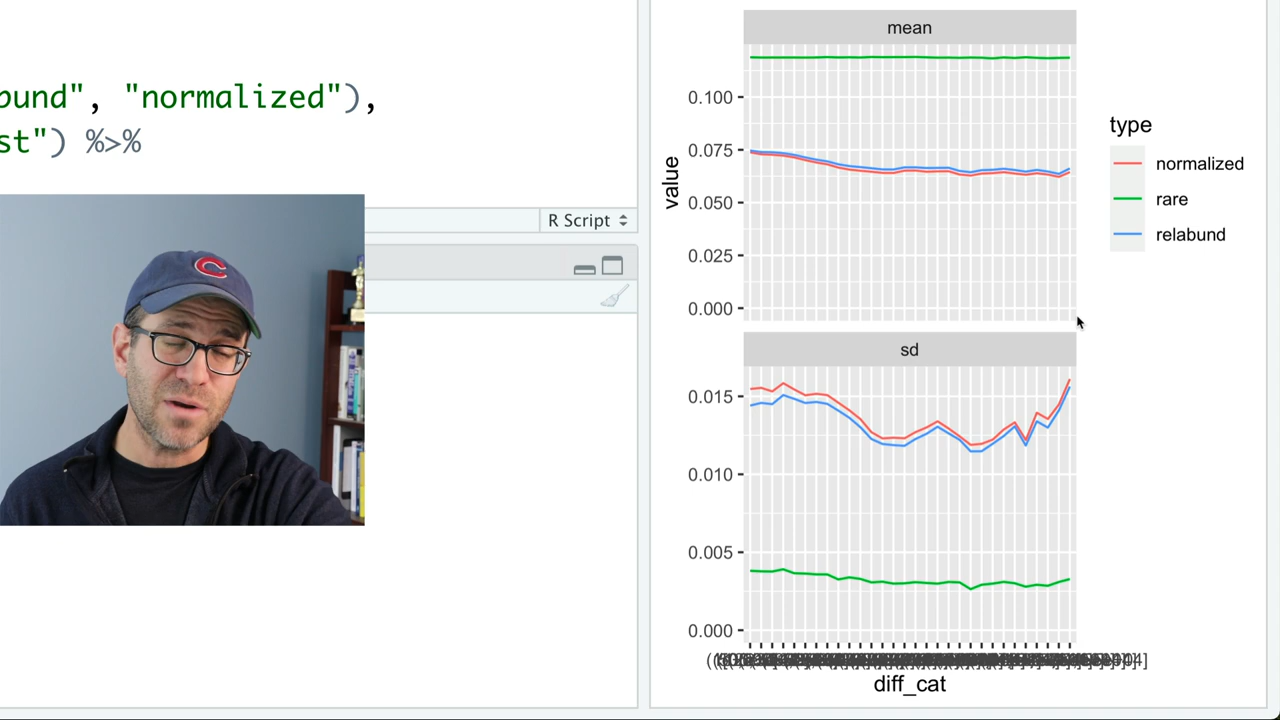 bund", "normalized"),
st") %>%
R Script
mean
0.100
0.075
0.050
0.025
0.000
value
type
normalized
rare
relabund
sd
0.015
0.010
0.005
0.000
diff_cat
C